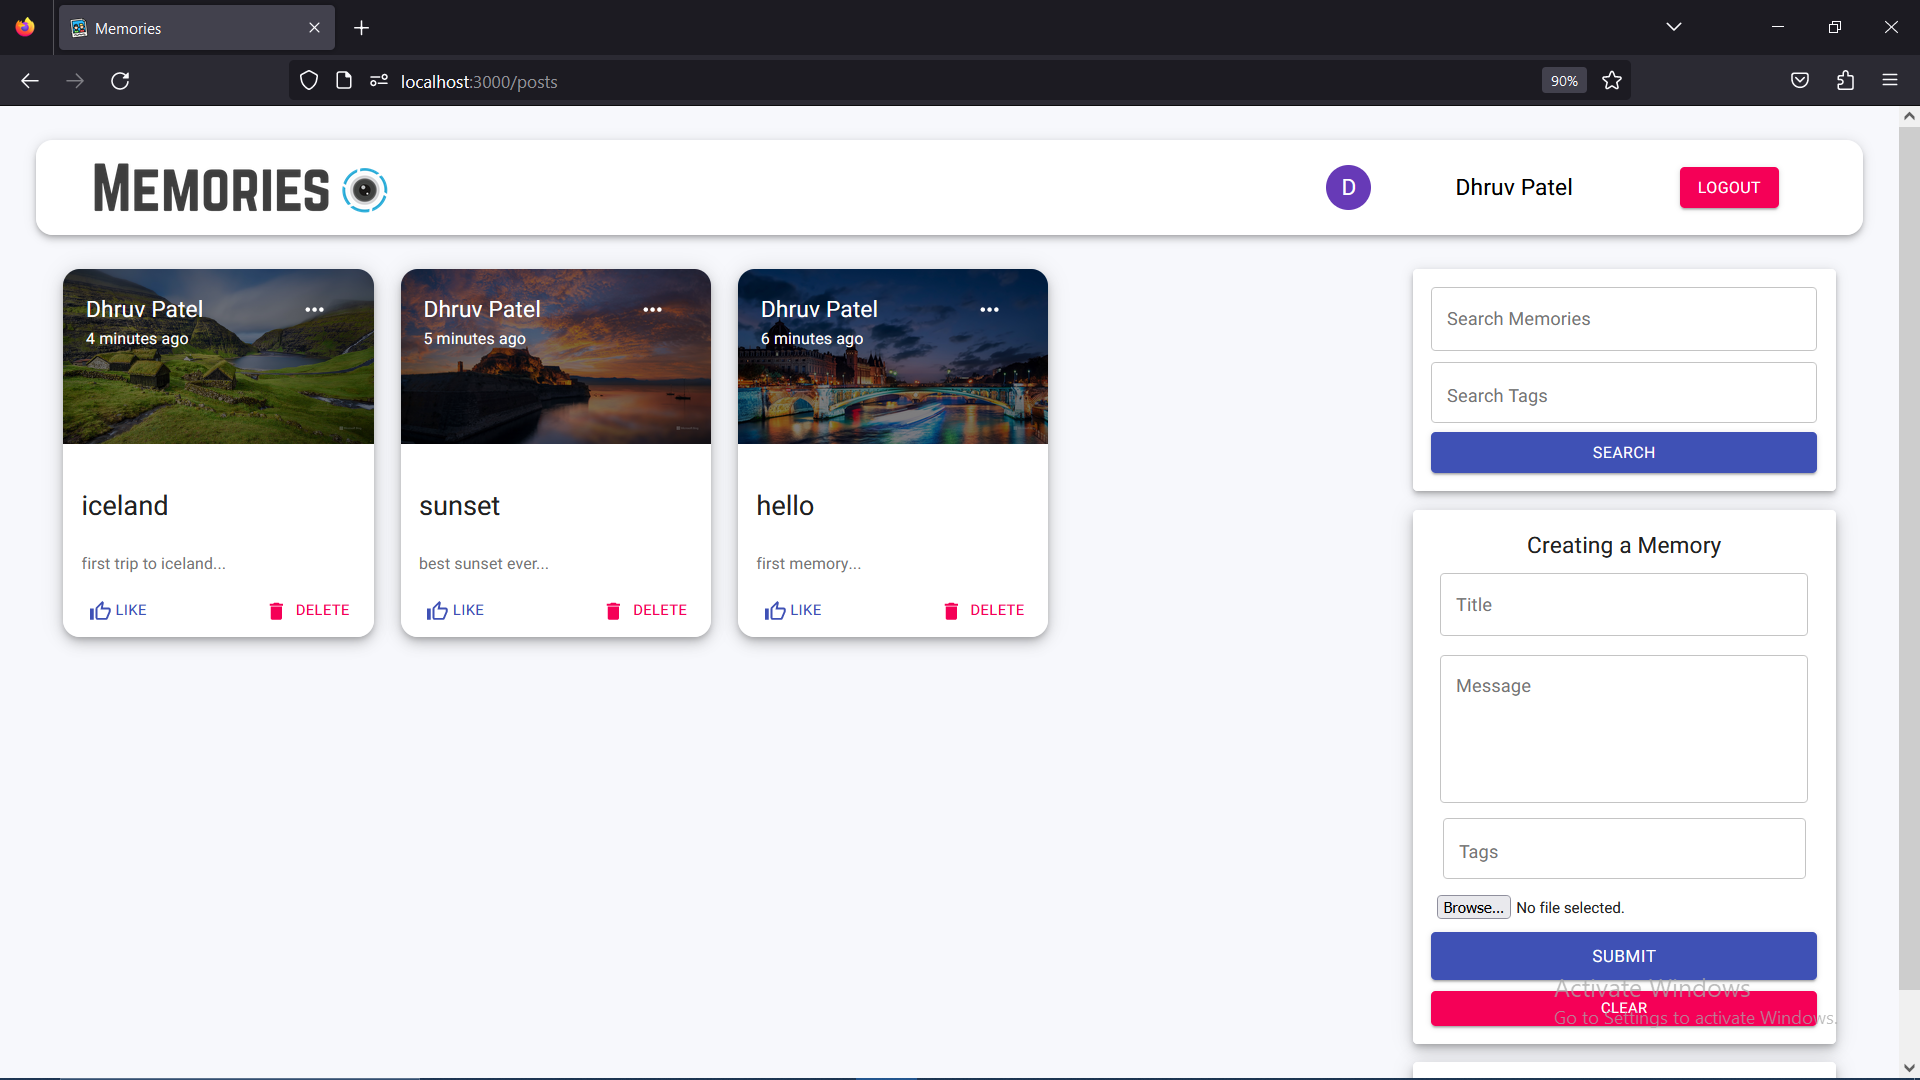 Memories
localhost:3000/posts
90%
MEMORIES
D
Dhruv Patel
LOGOUT
Dhruv Patel
4 minutes ago
iceland
first trip to iceland...
LIKE
DELETE
Dhruv Patel
5 minutes ago
sunset
best sunset ever...
LIKE
DELETE
Dhruv Patel
6 minutes ago
hello
first memory...
LIKE
DELETE
Search Memories
Search Tags
SEARCH
Creating a Memory
Title
Message
Tags
Browse... No file selected.
SUBMIT
Activate Windows
CLEAR
Go to Settings to activate Windows.